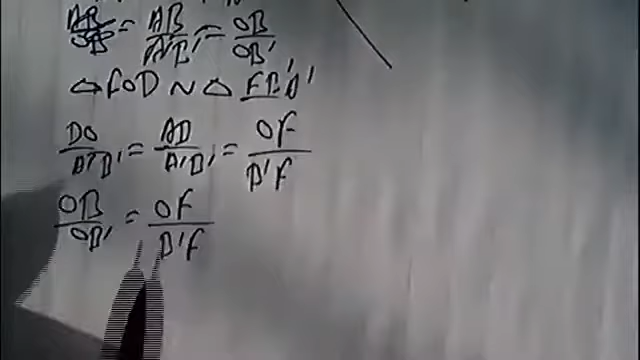 AB/A'B' = OB/OB'
△FOD ~ △ FB'A'
DO/A'B' = AD/A'B' = OF/B'F
OB/OB' = OF/B'F